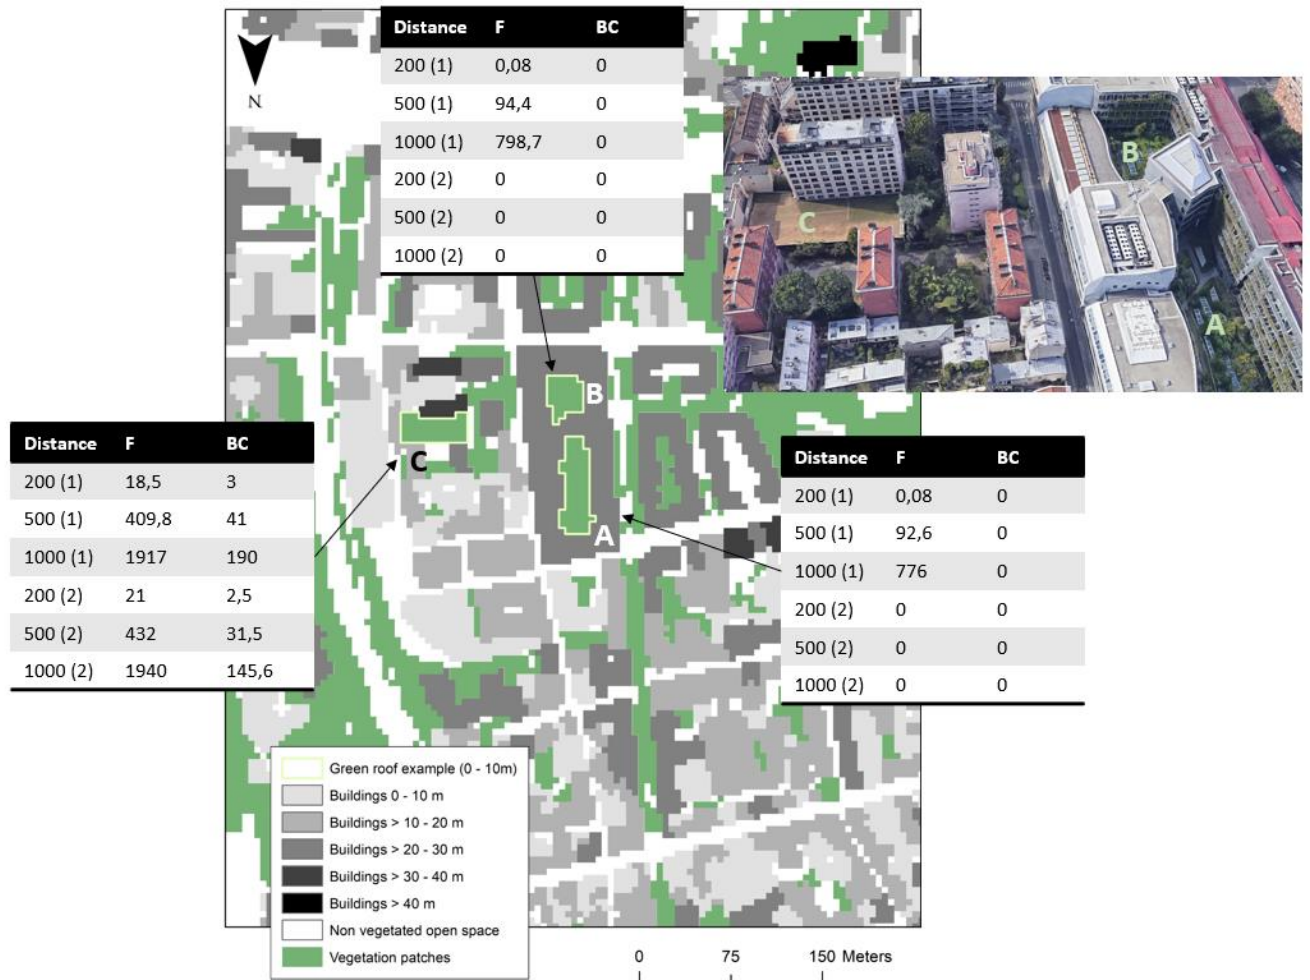 N
Distance F BC
200 (1) 0,08 0
500 (1) 94,4 0
1000 (1) 798,7 0
200 (2) 0 0
500 (2) 0 0
1000 (2) 0 0
B
C
A
B
C
A
Distance F BC
200 (1) 18,5 3
500 (1) 409,8 41
1000 (1) 1917 190
200 (2) 21 2,5
500 (2) 432 31,5
1000 (2) 1940 145,6
Distance F BC
200 (1) 0,08 0
500 (1) 92,6 0
1000 (1) 776 0
200 (2) 0 0
500 (2) 0 0
1000 (2) 0 0
Green roof example (0 - 10m)
Buildings 0 - 10 m
Buildings > 10 - 20 m
Buildings > 20 - 30 m
Buildings > 30 - 40 m
Buildings > 40 m
Non vegetated open space
Vegetation patches
0 75 150 Meters